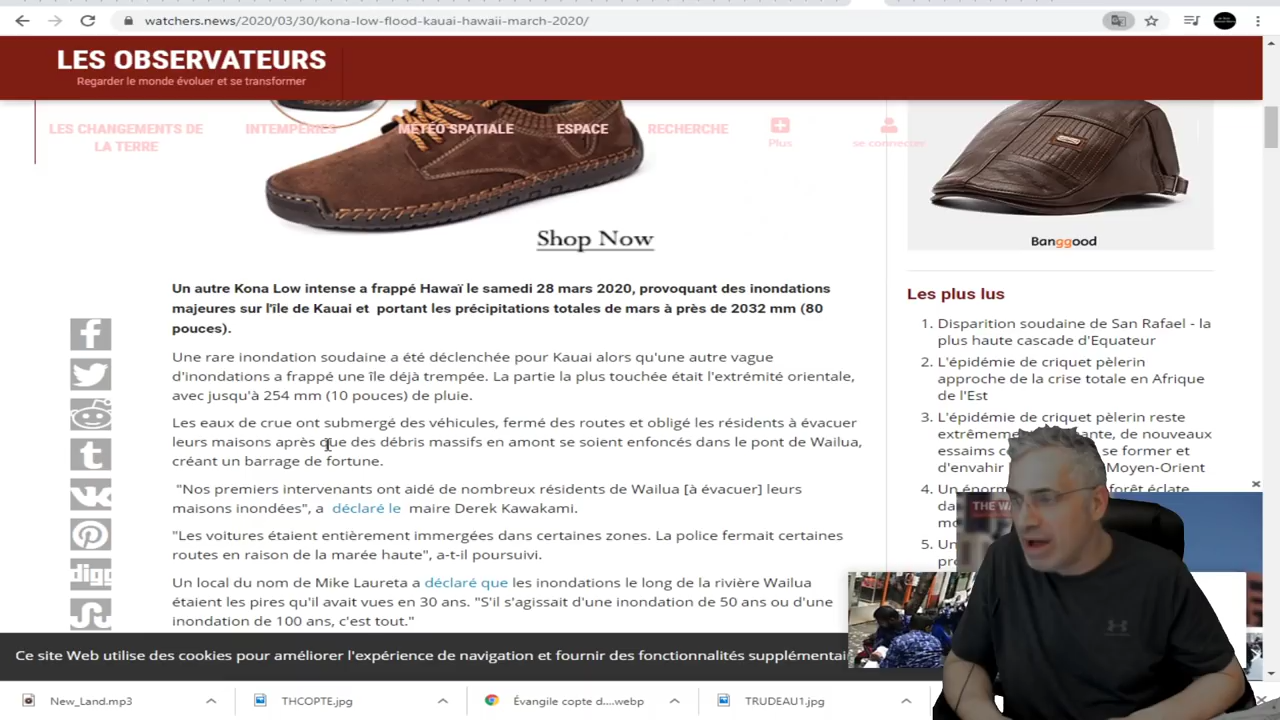 watchers.news/2020/03/30/kona-low-flood-kauai-hawaii-march-2020/
LES OBSERVATEURS
Regarder le monde évoluer et se transformer
LES CHANGEMENTS DE
LA TERRE
INTEMPÉRIES
MÉTÉO SPATIALE
ESPACE
RECHERCHE
Plus
se connecter
Shop Now
Banggood
Un autre Kona Low intense a frappé Hawaï le samedi 28 mars 2020, provoquant des inondations
majeures sur l'île de Kauai et portant les précipitations totales de mars à près de 2032 mm (80
pouces).
Une rare inondation soudaine a été déclenchée pour Kauai alors qu'une autre vague
d'inondations a frappé une île déjà trempée. La partie la plus touchée était l'extrémité orientale,
avec jusqu'à 254 mm (10 pouces) de pluie.
Les eaux de crue ont submergé des véhicules, fermé des routes et obligé les résidents à évacuer
leurs maisons après que des débris massifs en amont se soient enfoncés dans le pont de Wailua,
créant un barrage de fortune.
"Nos premiers intervenants ont aidé de nombreux résidents de Wailua [à évacuer] leurs
maisons inondées", a déclaré le maire Derek Kawakami.
"Les voitures étaient entièrement immergées dans certaines zones. La police fermait certaines
routes en raison de la marée haute", a-t-il poursuivi.
Un local du nom de Mike Laureta a déclaré que les inondations le long de la rivière Wailua
étaient les pires qu'il avait vues en 30 ans. "S'il s'agissait d'une inondation de 50 ans ou d'une
inondation de 100 ans, c'est tout."
Les plus lus
1. Disparition soudaine de San Rafael - la
plus haute cascade d'Equateur
2. L'épidémie de criquet pèlerin
approche de la crise totale en Afrique
de l'Est
3. L'épidémie de criquet pèlerin reste
extrêmement de nouveaux
essaims se former et
d'envahir Moyen-Orient
4. Un forêt éclate
5.
THE
digg
Ce site Web utilise des cookies pour améliorer l'expérience de navigation et fournir des fonctionnalités
New_Land.mp3
THCOPTE.jpg
Évangile copte d....webp
TRUDEAU1.jpg